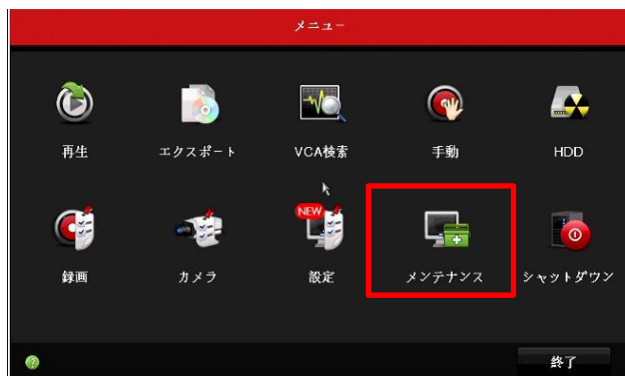 メニュー
再生
エクスポート
VCA検索
手動
HDD
NEW
録画
カメラ
設定
メンテナンス
シャットダウン
?
終了